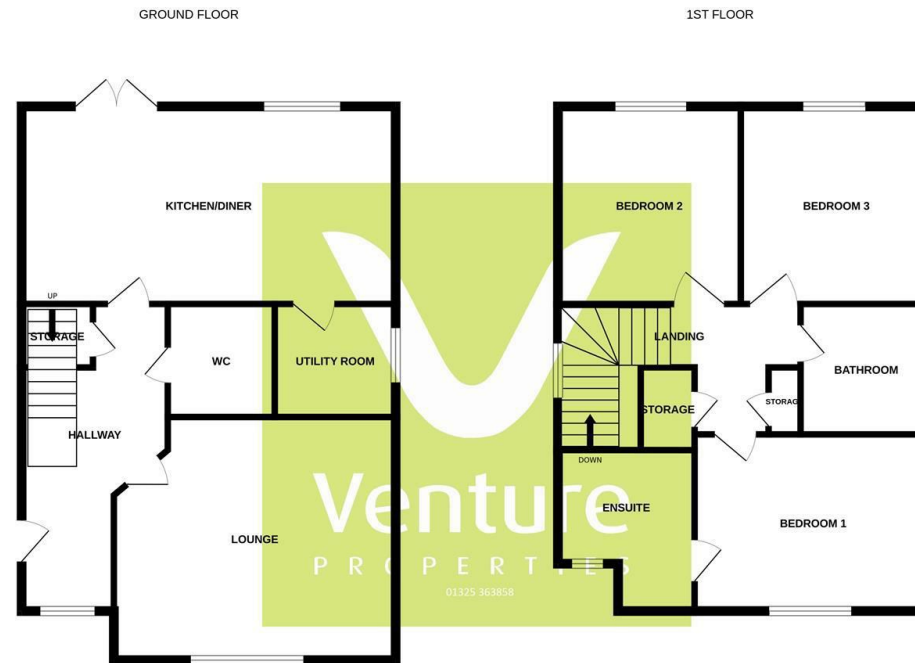 GROUND FLOOR
1ST FLOOR
KITCHEN/DINER
BEDROOM 2
BEDROOM 3
UP
STORAGE
WC
UTILITY ROOM
LANDING
BATHROOM
STORAGE
STORAG
HALLWAY
DOWN
ENSUITE
LOUNGE
BEDROOM 1
Venture
PROPERTIES
01325 363858